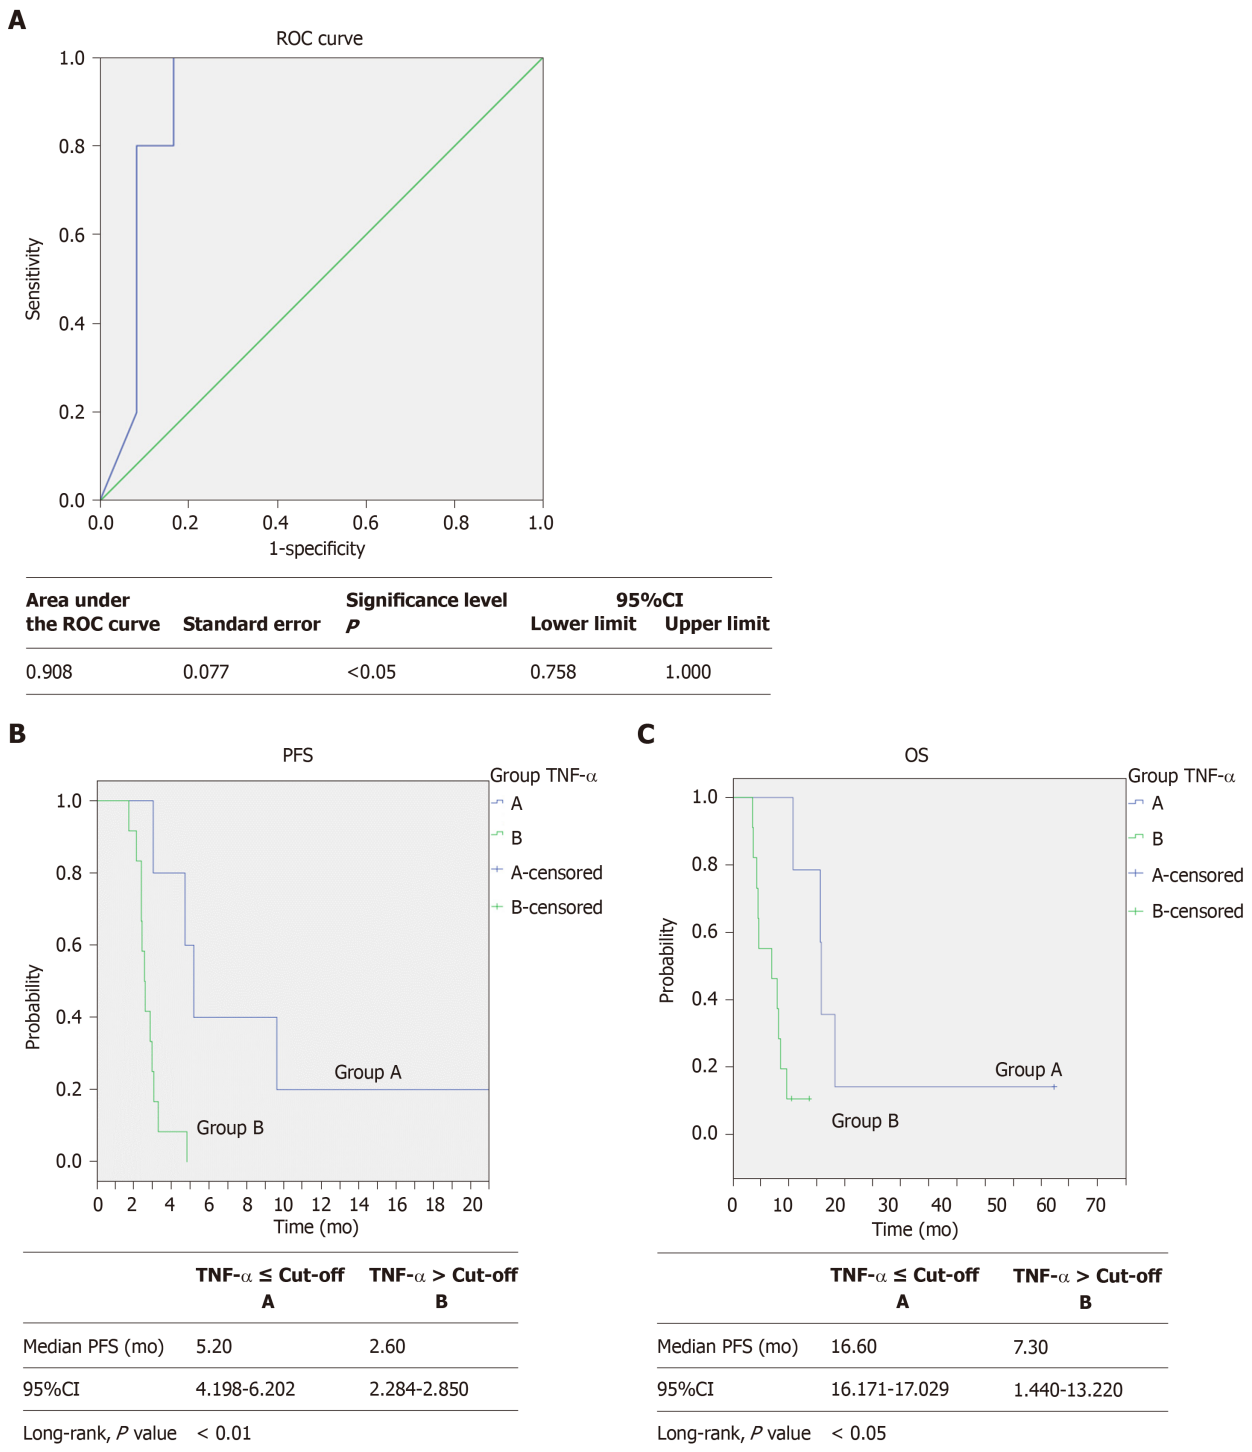 A
ROC curve
1.0
0.8
0.6
0.4
0.2
0.0
Sensitivity
0.0 0.2 0.4 0.6 0.8 1.0
1-specificity
Area under Significance level 95%CI
the ROC curve Standard error P Lower limit Upper limit
0.908 0.077 <0.05 0.758 1.000
B
PFS
Group TNF-α
A
B
A-censored
B-censored
1.0
0.8
0.6
0.4
0.2
0.0
Probability
Group A
Group B
0 2 4 6 8 10 12 14 16 18 20
Time (mo)
TNF-α ≤ Cut-off TNF-α > Cut-off
A B
Median PFS (mo) 5.20 2.60
95%CI 4.198-6.202 2.284-2.850
Long-rank, P value < 0.01
C
OS
Group TNF-α
A
B
A-censored
B-censored
1.0
0.8
0.6
0.4
0.2
0.0
Probability
Group A
Group B
0 10 20 30 40 50 60 70
Time (mo)
TNF-α ≤ Cut-off TNF-α > Cut-off
A B
Median PFS (mo) 16.60 7.30
95%CI 16.171-17.029 1.440-13.220
Long-rank, P value < 0.05